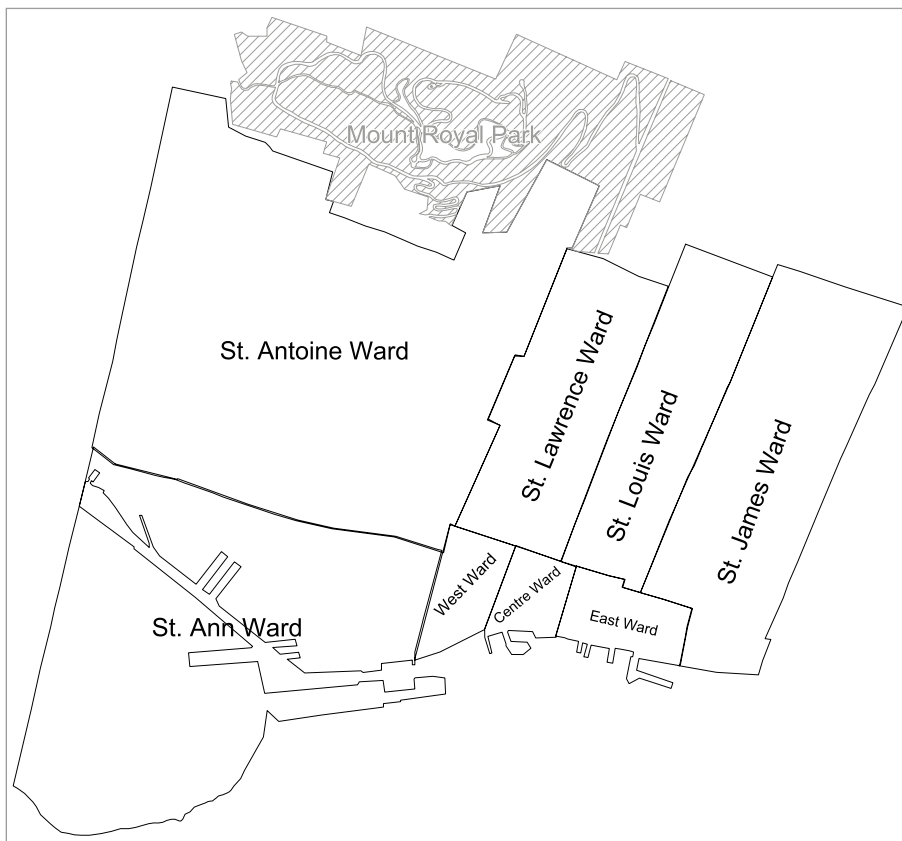 Mount Royal Park
St. Antoine Ward
St. Lawrence Ward
St. Louis Ward
St. James Ward
West Ward
Centre Ward
East Ward
St. Ann Ward